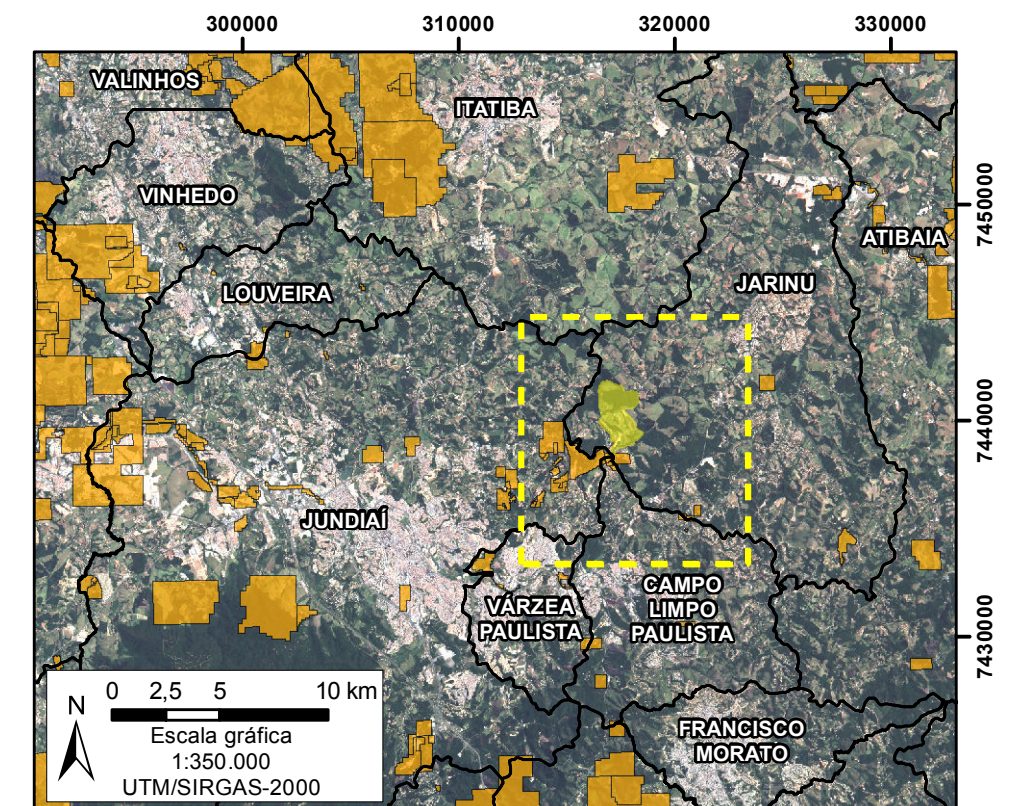 300000 310000 320000 330000
VALINHOS
ITATIBA
VINHEDO
7450000
ATIBAIA
JARINU
LOUVEIRA
7440000
JUNDIAÍ
CAMPO
LIMPO
PAULISTA
VÁRZEA
PAULISTA
7430000
FRANCISCO
MORATO
N
0 2,5 5 10 km
Escala gráfica
1:350.000
UTM/SIRGAS-2000